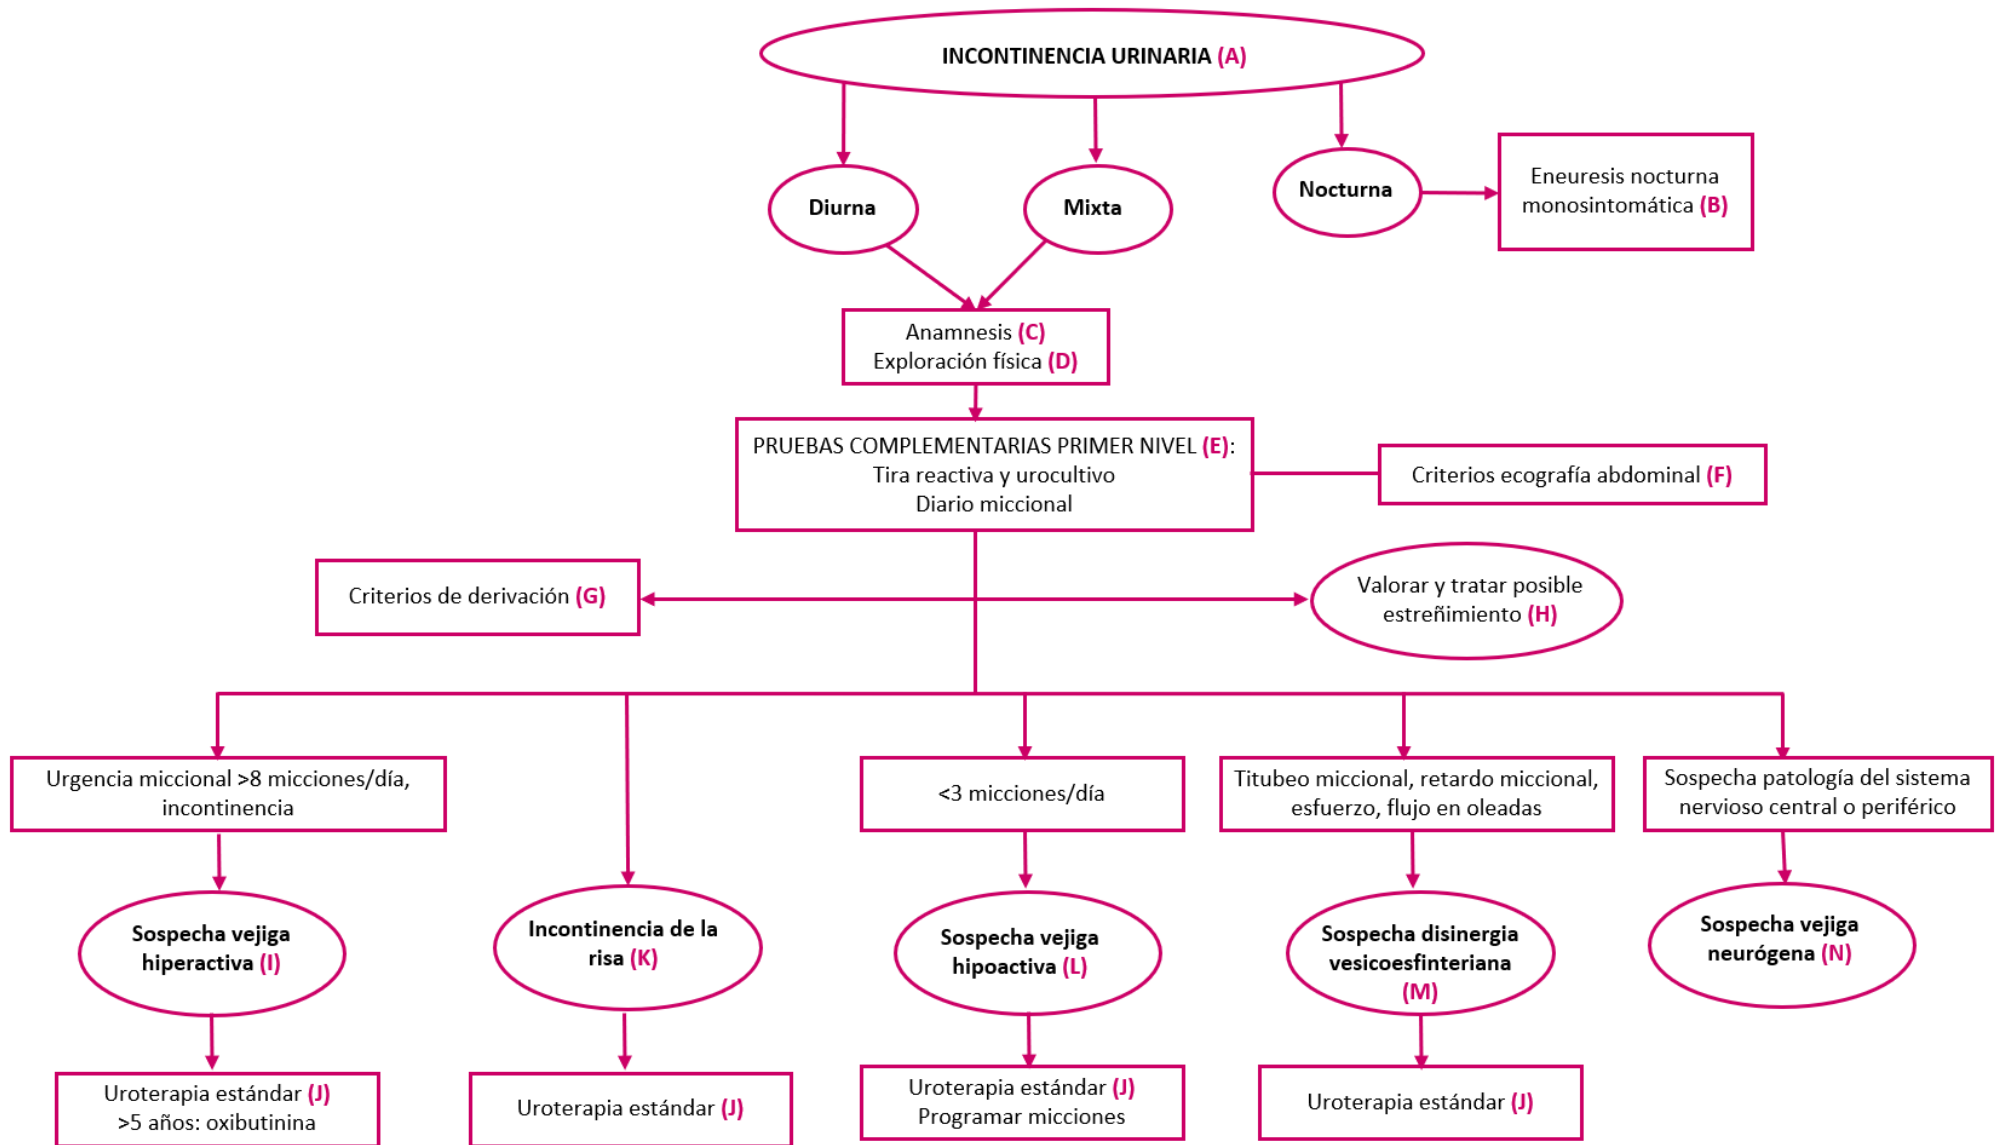 INCONTINENCIA URINARIA (A)
Diurna
Mixta
Nocturna
Eneuresis nocturna
monosintomática (B)
Anamnesis (C)
Exploración física (D)
PRUEBAS COMPLEMENTARIAS PRIMER NIVEL (E):
Tira reactiva y urocultivo
Diario miccional
Criterios ecografía abdominal (F)
Criterios de derivación (G)
Valorar y tratar posible
estreñimiento (H)
Urgencia miccional >8 micciones/día,
incontinencia
<3 micciones/día
Titubeo miccional, retardo miccional,
esfuerzo, flujo en oleadas
Sospecha patología del sistema
nervioso central o periférico
Sospecha vejiga
hiperactiva (I)
Incontinencia de la
risa (K)
Sospecha vejiga
hipoactiva (L)
Sospecha disinergia
vesicoesfinteriana
(M)
Sospecha vejiga
neurógena (N)
Uroterapia estándar (J)
>5 años: oxibutinina
Uroterapia estándar (J)
Uroterapia estándar (J)
Programar micciones
Uroterapia estándar (J)